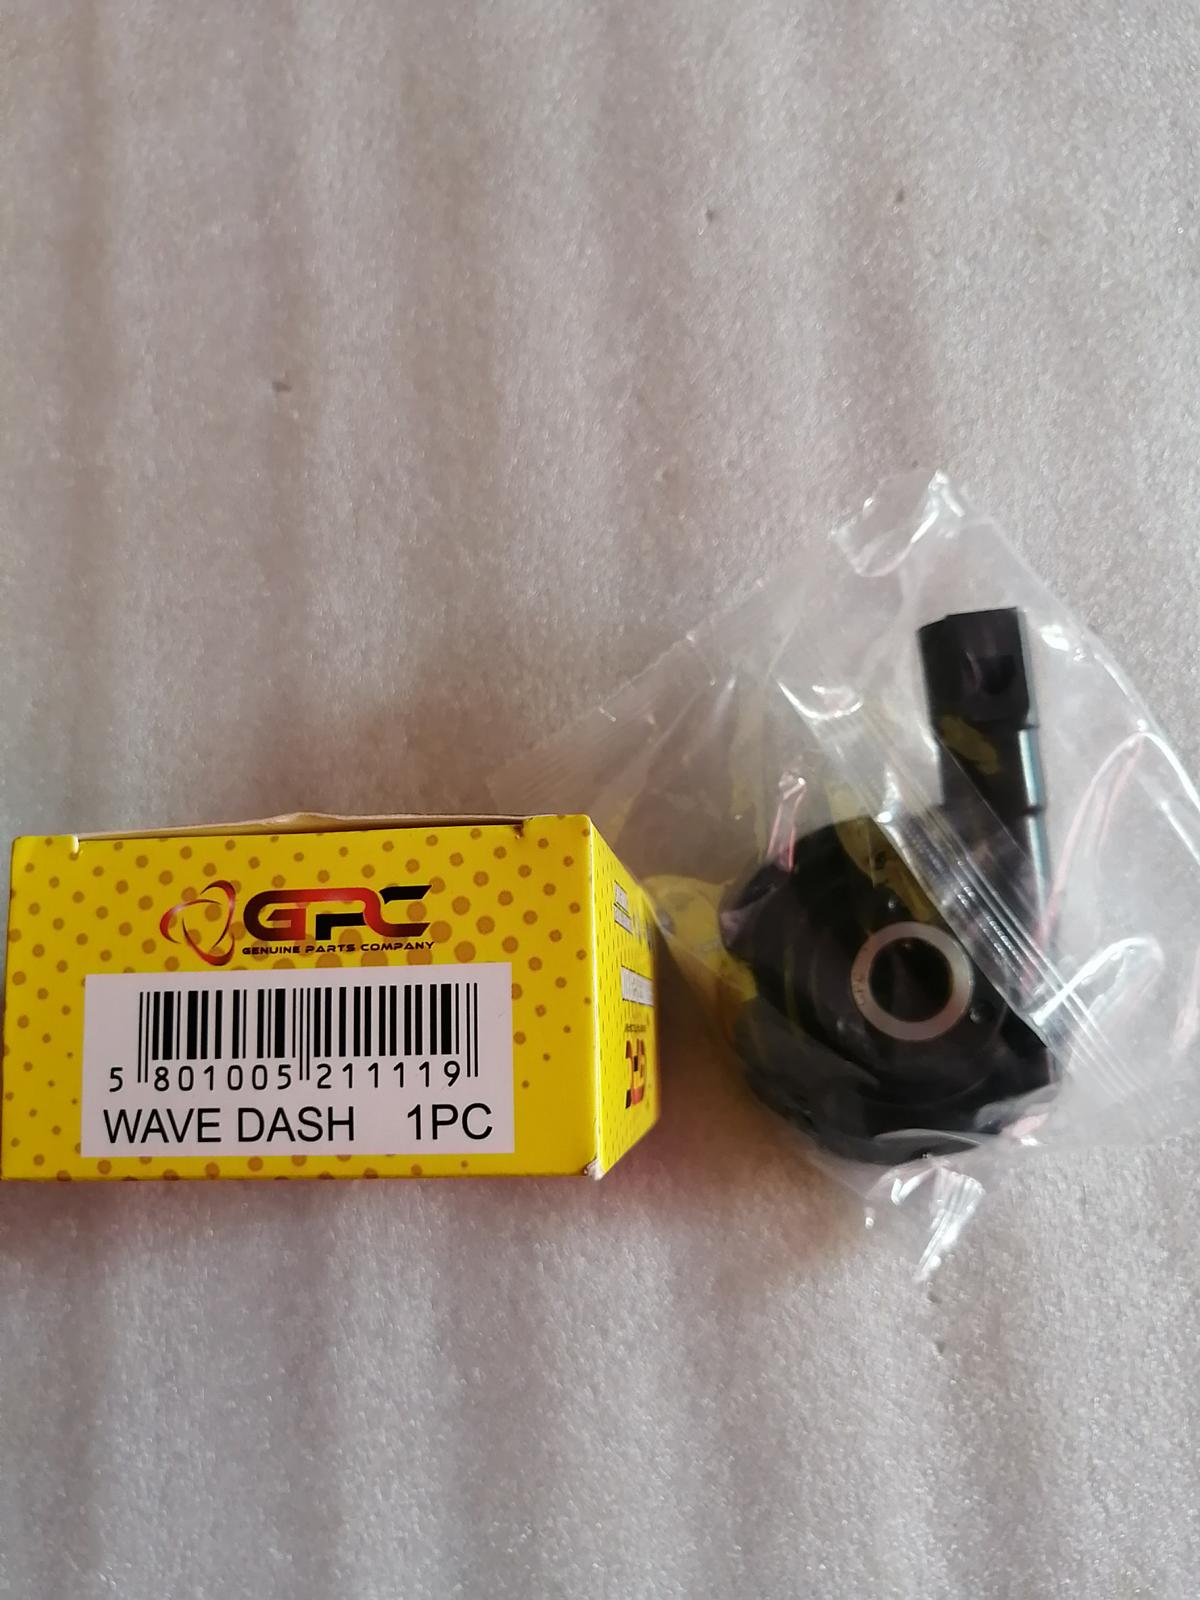 GPC
GENUINE PARTS COMPANY
5 801005 211119
WAVE DASH 1PC